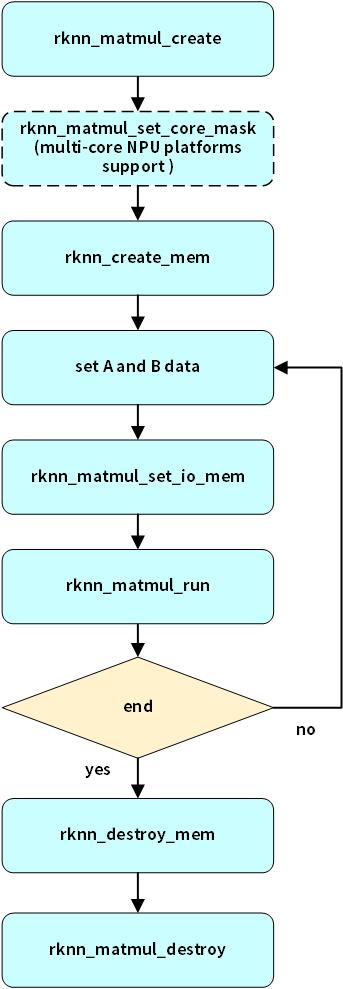 rknn_matmul_create
rknn_matmul_set_core_mask
(multi-core NPU platforms
support )
rknn_create_mem
set A and B data
rknn_matmul_set_io_mem
rknn_matmul_run
end
no
yes
rknn_destroy_mem
rknn_matmul_destroy